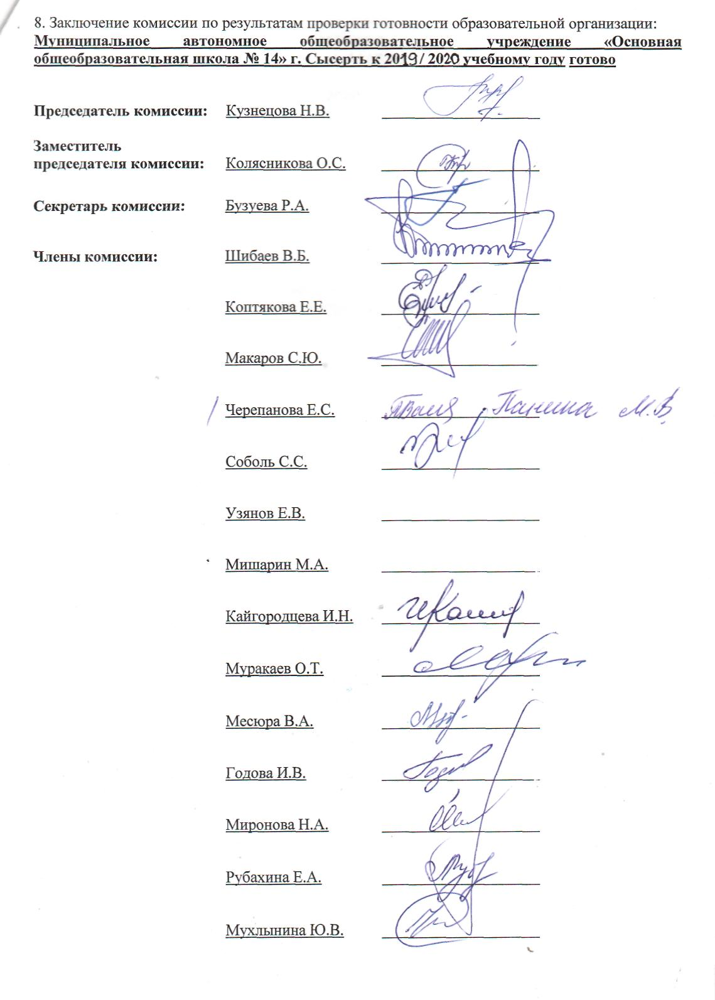 8. Заключение комиссии по результатам проверки готовности образовательной организации:
Муниципальное автономное общеобразовательное учреждение «Основная
общеобразовательная школа № 14» г. Сысерть к 2019 / 2020 учебному году готово
Председатель комиссии: Кузнецова Н.В.
Заместитель
председателя комиссии: Колясникова О.С.
Секретарь комиссии: Бузуева Р.А.
Члены комиссии: Шибаев В.Б.
Коптякова Е.Е.
Макаров С.Ю.
Черепанова Е.С. Панина М.В.
Соболь С.С.
Узянов Е.В.
Мишарин М.А.
Кайгородцева И.Н.
Муракаев О.Т.
Месюра В.А.
Годова И.В.
Миронова Н.А.
Рубахина Е.А.
Мухлынина Ю.В.